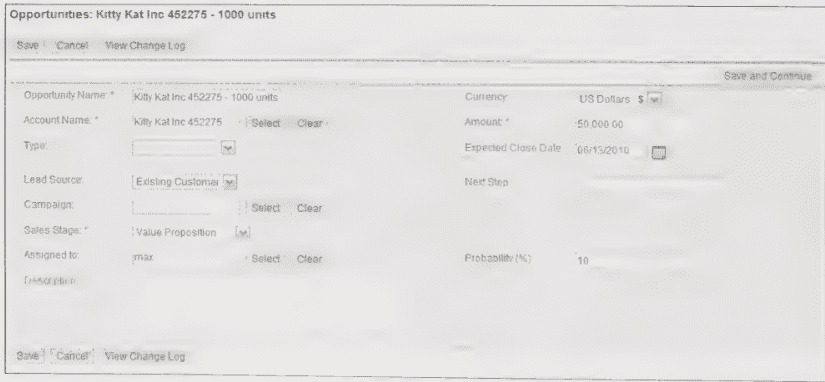 Opportunities: Kitty Kat Inc 452275 - 1000 units
Save Cancel View Change Log
Save and Continue
Opportunity Name: * Kitty Kat Inc 452275 - 1000 units Currency US Dollars $
Account Name: * Kitty Kat Inc 452275 Select Clear Amount: * 50,000.00
Type: Expected Close Date 06/13/2010
Lead Source: Existing Customer Next Step
Campaign: Select Clear
Sales Stage: * Value Proposition
Assigned to: max Select Clear Probability (%) 10
Description
Save Cancel View Change Log